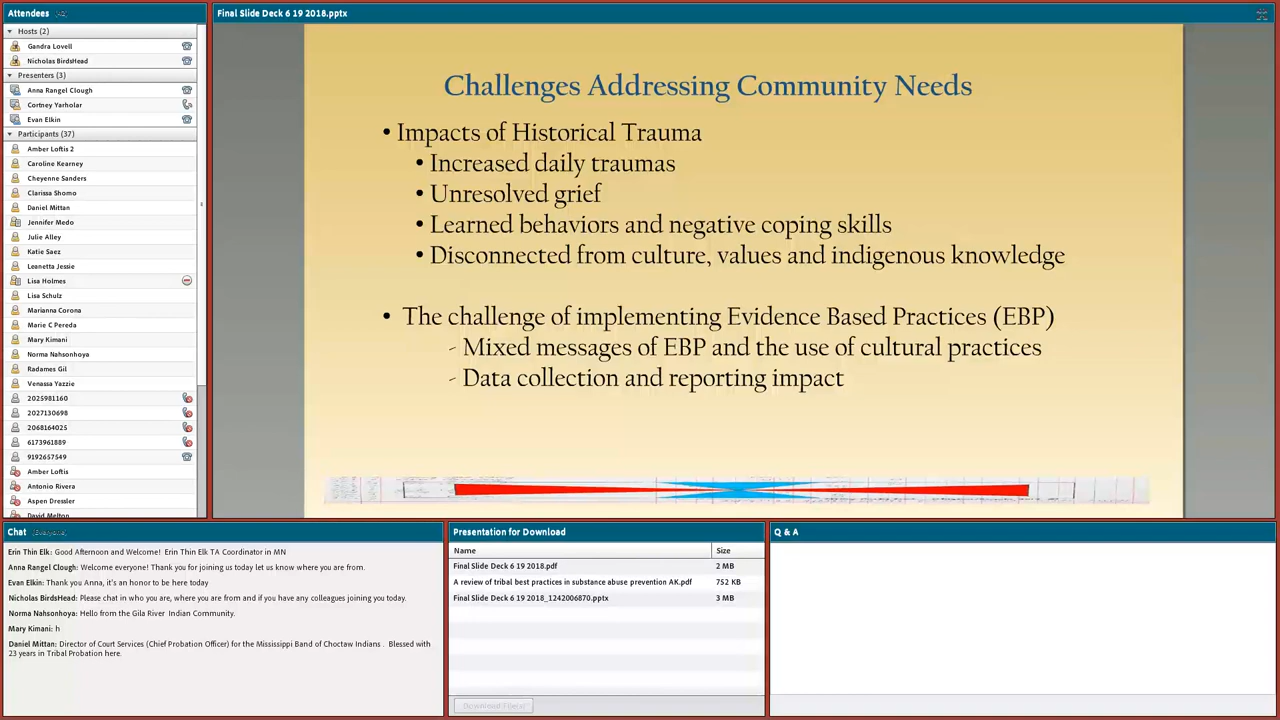 Attendees
Final Slide Deck 6 19 2018.pptx
Hosts (2)
Gandra Lovell
Nicholas BirdsHead
Presenters (3)
Anna Rangel Clough
Cortney Yarholar
Evan Elkin
Participants (37)
Amber Loftis 2
Caroline Kearney
Cheyenne Sanders
Clarissa Shomo
Daniel Mittan
Jennifer Medo
Julie Alley
Katie Saez
Leanetta Jessie
Lisa Holmes
Lisa Schulz
Marianna Corona
Marie C Pereda
Mary Kimani
Norma Nahsonhoya
Radames Gil
Venassa Yazzie
2025981160
2027130698
2068164025
6173961889
9192657549
Amber Loftis
Antonio Rivera
Aspen Dressler
David Melton
Challenges Addressing Community Needs
• Impacts of Historical Trauma
• Increased daily traumas
• Unresolved grief
• Learned behaviors and negative coping skills
• Disconnected from culture, values and indigenous knowledge
• The challenge of implementing Evidence Based Practices (EBP)
- Mixed messages of EBP and the use of cultural practices
- Data collection and reporting impact
Chat (Everyone)
Erin Thin Elk: Good Afternoon and Welcome! Erin Thin Elk TA Coordinator in MN
Anna Rangel Clough: Welcome everyone! Thank you for joining us today let us know where you are from.
Evan Elkin: Thank you Anna, it's an honor to be here today
Nicholas BirdsHead: Please chat in who you are, where you are from and if you have any colleagues joining you today.
Norma Nahsonhoya: Hello from the Gila River Indian Community.
Mary Kimani: h
Daniel Mittan: Director of Court Services (Chief Probation Officer) for the Mississippi Band of Choctaw Indians . Blessed with
23 years in Tribal Probation here.
Presentation for Download
Name Size
Final Slide Deck 6 19 2018.pdf 2 MB
A review of tribal best practices in substance abuse prevention AK.pdf 752 KB
Final Slide Deck 6 19 2018_1242006870.pptx 3 MB
Download File(s)
Q & A